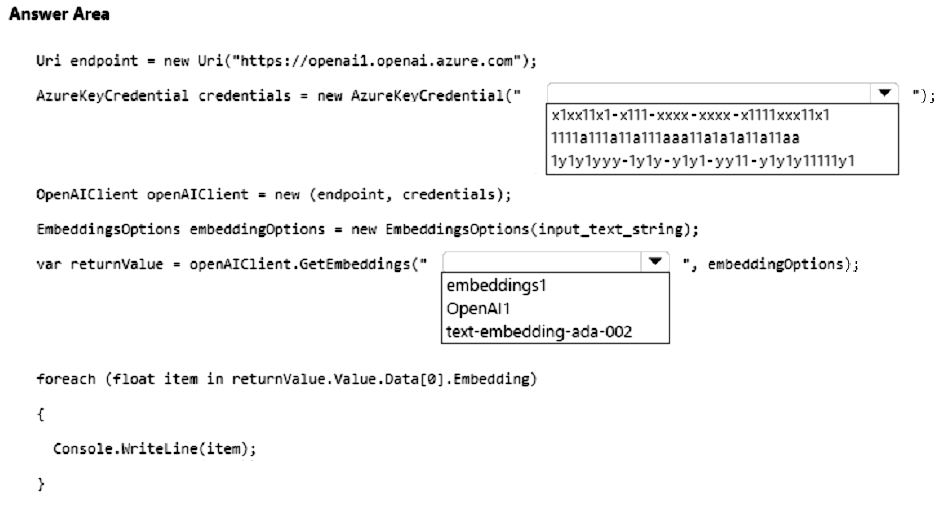 Answer Area
Uri endpoint = new Uri("https://openai1.openai.azure.com");
AzureKeyCredential credentials = new AzureKeyCredential(" ");
x1xx11x1-x111-xxxx-xxxx-x1111xxx11x1
1111a111a11a111aaa11a1a1a11a11aa
1y1y1yyy-1y1y-y1y1-yy11-y1y1y11111y1
OpenAIClient openAIClient = new (endpoint, credentials);
EmbeddingsOptions embeddingOptions = new EmbeddingsOptions(input_text_string);
var returnValue = openAIClient.GetEmbeddings(" ", embeddingOptions);
embeddings1
OpenAI1
text-embedding-ada-002
foreach (float item in returnValue.Value.Data[0].Embedding)
{
Console.WriteLine(item);
}